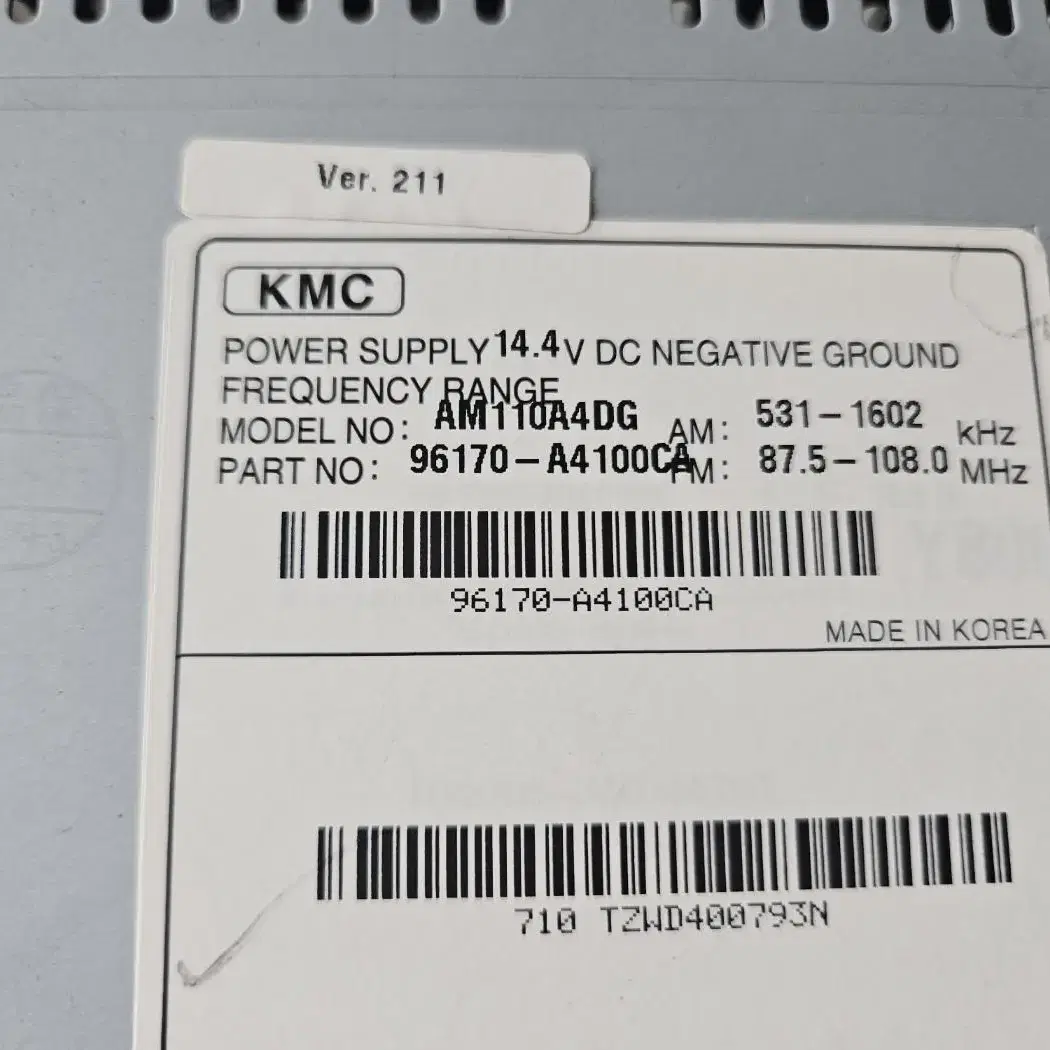 Ver. 211
KMC
POWER SUPPLY 14.4 V DC NEGATIVE GROUND
FREQUENCY RANGE
MODEL NO: AM110A4DG AM: 531-1602 kHz
PART NO: 96170-A4100CA FM: 87.5-108.0 MHz
96170-A4100CA
MADE IN KOREA
710 TZWD400793N